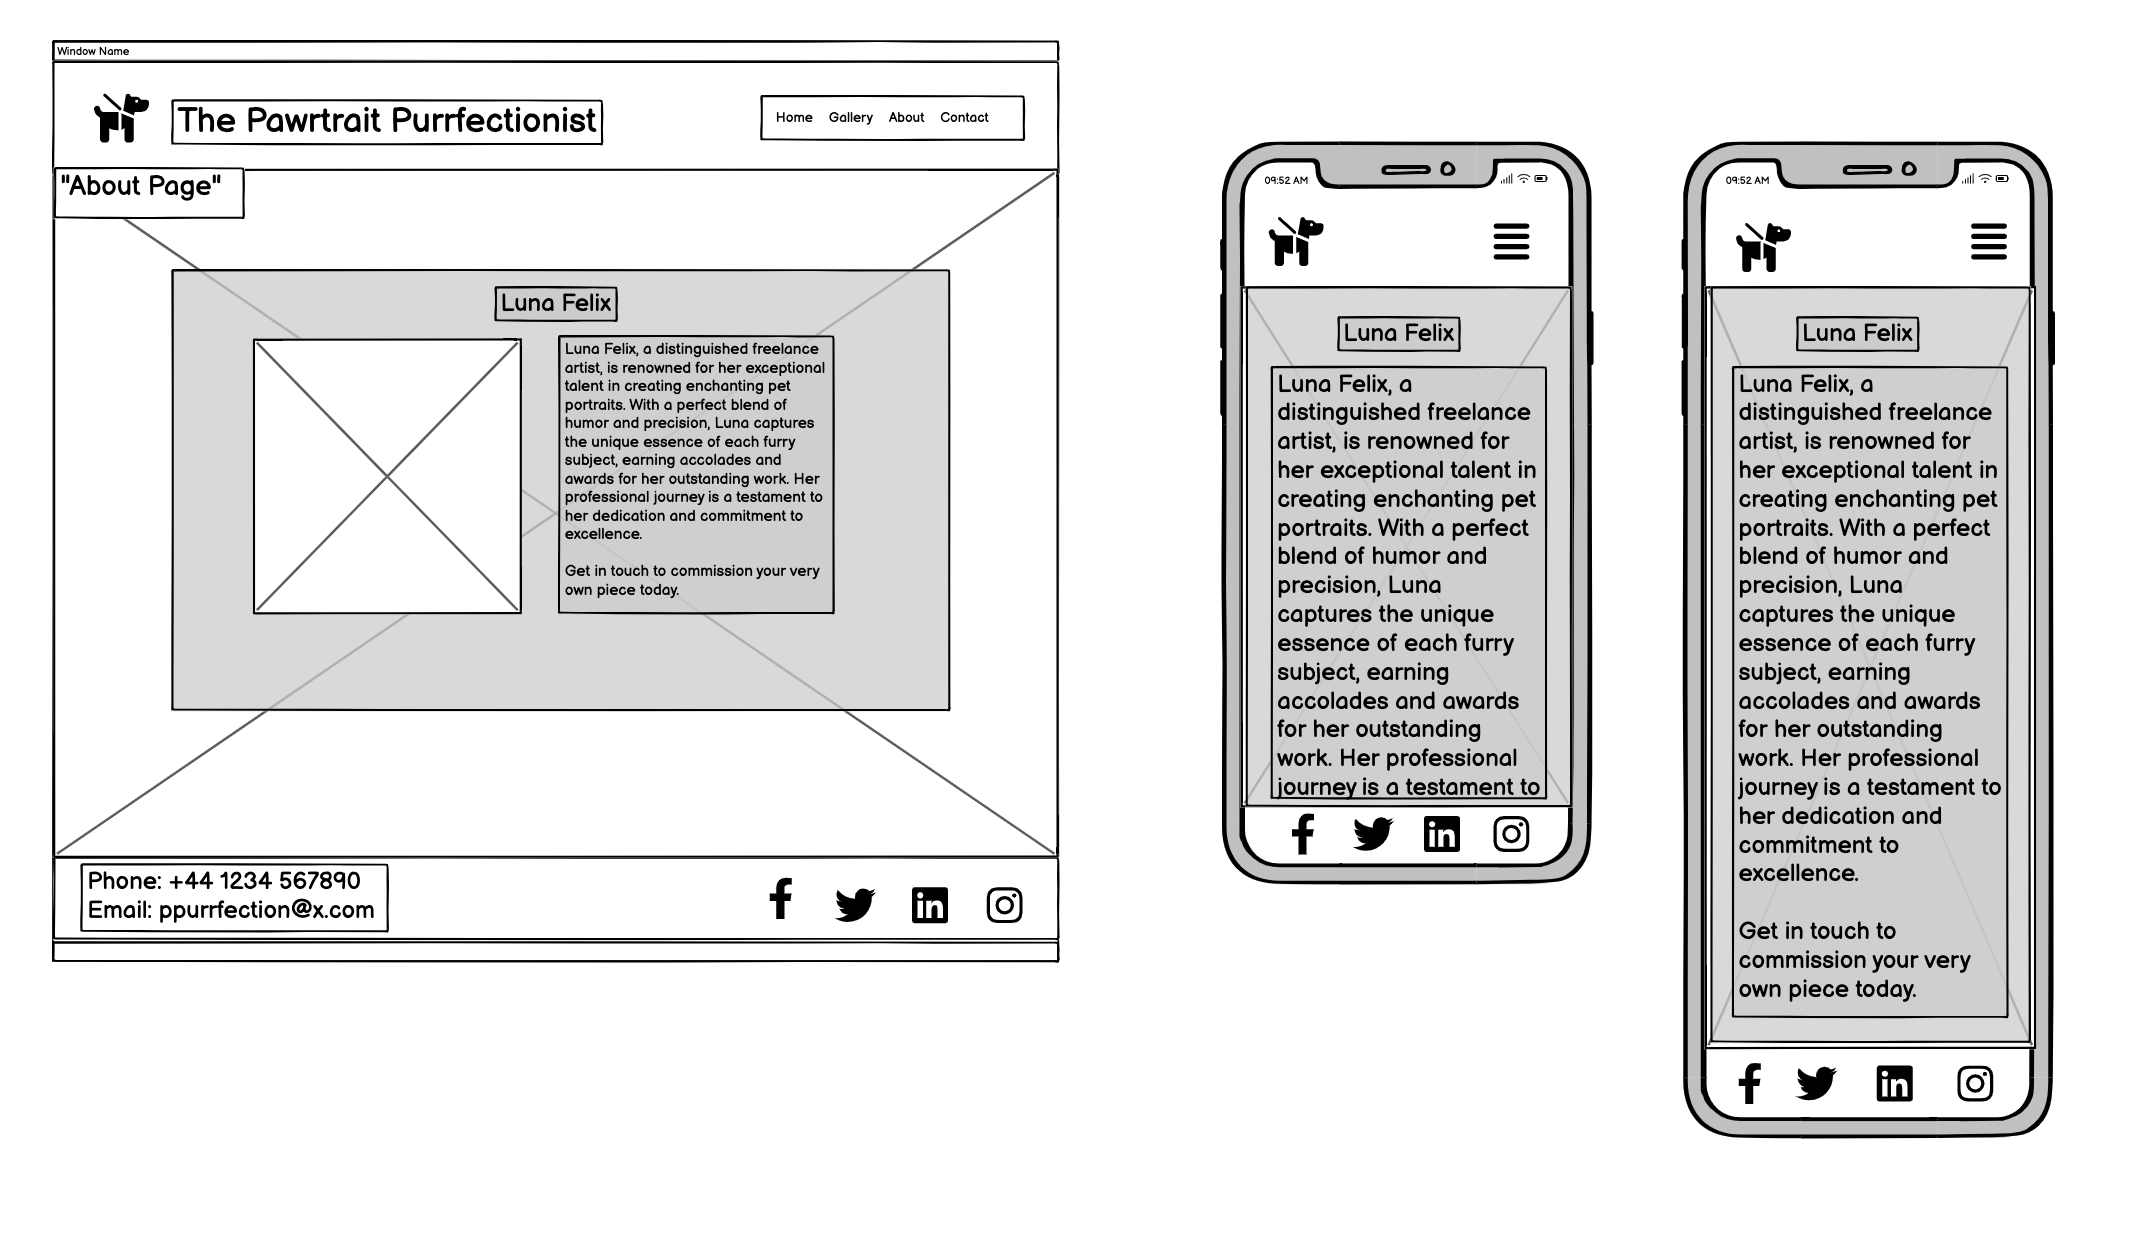 Window Name
The Pawrtrait Purrfectionist
Home Gallery About Contact
"About Page"
Luna Felix
Luna Felix, a distinguished freelance
artist, is renowned for her exceptional
talent in creating enchanting pet
portraits. With a perfect blend of
humor and precision, Luna captures
the unique essence of each furry
subject, earning accolades and
awards for her outstanding work. Her
professional journey is a testament to
her dedication and commitment to
excellence.
Get in touch to commission your very
own piece today.
Phone: +44 1234 567890
Email: ppurrfection@x.com
09:52 AM
Luna Felix
Luna Felix, a
distinguished freelance
artist, is renowned for
her exceptional talent in
creating enchanting pet
portraits. With a perfect
blend of humor and
precision, Luna
captures the unique
essence of each furry
subject, earning
accolades and awards
for her outstanding
work. Her professional
journey is a testament to
09:52 AM
Luna Felix
Luna Felix, a
distinguished freelance
artist, is renowned for
her exceptional talent in
creating enchanting pet
portraits. With a perfect
blend of humor and
precision, Luna
captures the unique
essence of each furry
subject, earning
accolades and awards
for her outstanding
work. Her professional
journey is a testament to
her dedication and
commitment to
excellence.
Get in touch to
commission your very
own piece today.